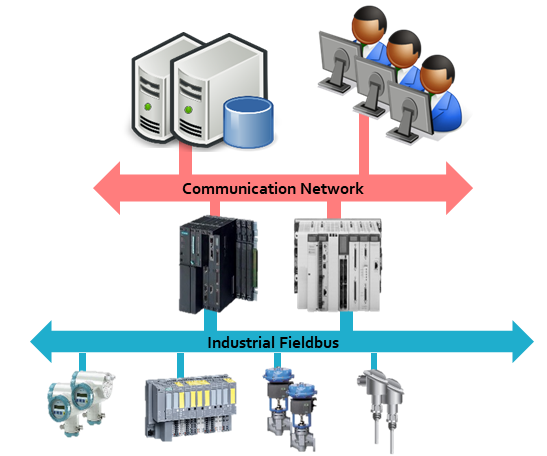 Communication Network
Industrial Fieldbus